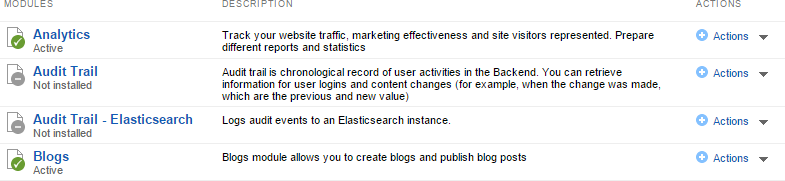 MODULES DESCRIPTION ACTIONS
Analytics
Active
Track your website traffic, marketing effectiveness and site visitors represented. Prepare
different reports and statistics
Actions
Audit Trail
Not installed
Audit trail is chronological record of user activities in the Backend. You can retrieve
information for user logins and content changes (for example, when the change was made,
which are the previous and new value)
Actions
Audit Trail - Elasticsearch
Not installed
Logs audit events to an Elasticsearch instance.
Actions
Blogs
Active
Blogs module allows you to create blogs and publish blog posts
Actions